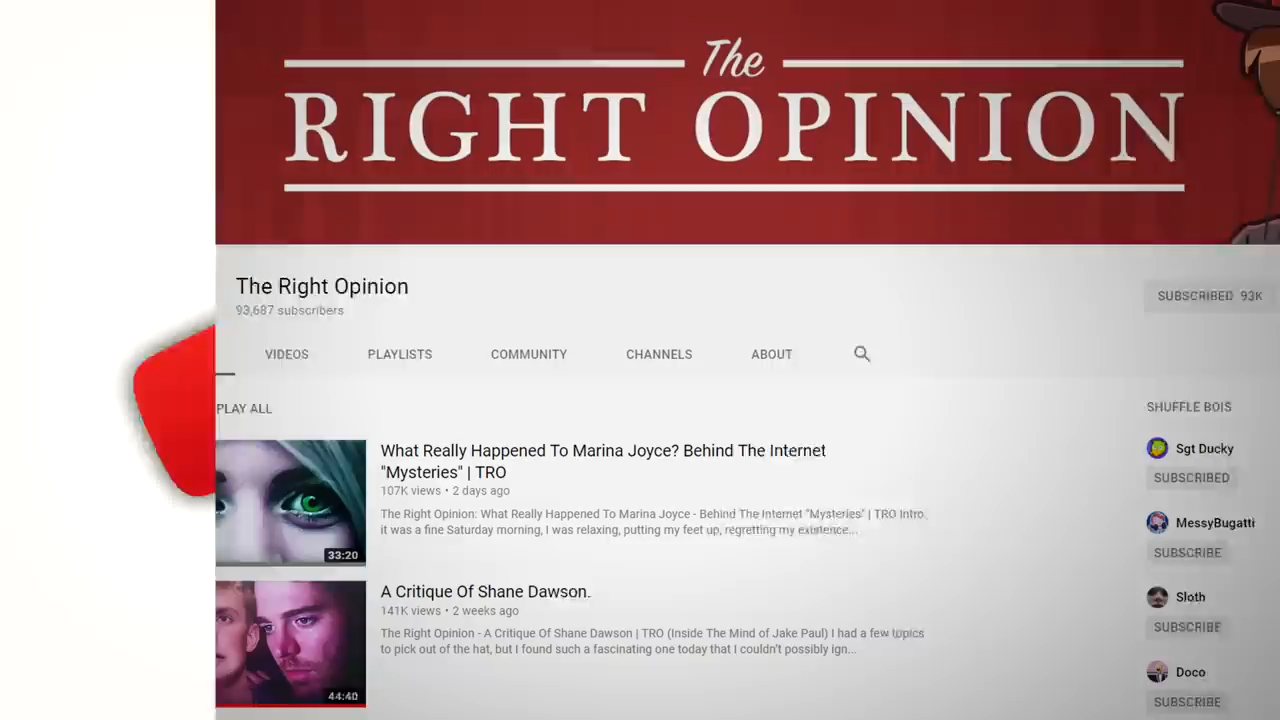 The
RIGHT OPINION
The Right Opinion
93,687 subscribers
SUBSCRIBED 93K
VIDEOS PLAYLISTS COMMUNITY CHANNELS ABOUT
PLAY ALL
What Really Happened To Marina Joyce? Behind The Internet
"Mysteries" | TRO
107K views • 2 days ago
The Right Opinion: What Really Happened To Marina Joyce - Behind The Internet "Mysteries" | TRO Intro.
it was a fine Saturday morning, I was relaxing, putting my feet up, regretting my existence...
33:20
A Critique Of Shane Dawson.
141K views • 2 weeks ago
The Right Opinion - A Critique Of Shane Dawson | TRO (Inside The Mind of Jake Paul) I had a few topics
to pick out of the hat, but I found such a fascinating one today that I couldn't possibly ign...
44:40
SHUFFLE BOIS
Sgt Ducky
SUBSCRIBED
MessyBugatti
SUBSCRIBE
Sloth
SUBSCRIBE
Doco
SUBSCRIBE